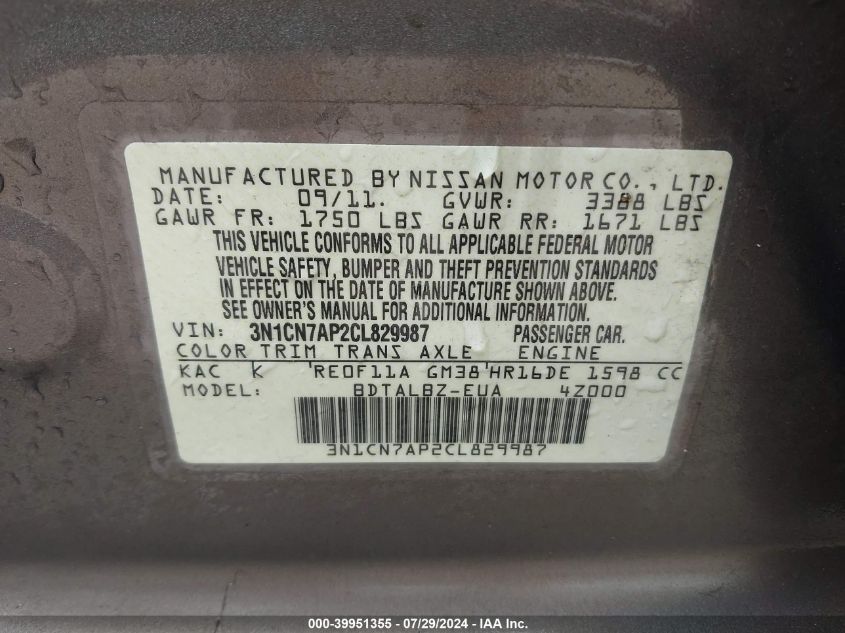 MANUFACTURED BY NISSAN MOTOR CO., LTD.
DATE: 09/11. GVWR: 3388 LBS
GAWR FR: 1750 LBS GAWR RR: 1671 LBS
THIS VEHICLE CONFORMS TO ALL APPLICABLE FEDERAL MOTOR
VEHICLE SAFETY, BUMPER AND THEFT PREVENTION STANDARDS
IN EFFECT ON THE DATE OF MANUFACTURE SHOWN ABOVE.
SEE OWNER'S MANUAL FOR ADDITIONAL INFORMATION.
VIN: 3N1CN7AP2CL829987 PASSENGER CAR.
COLOR TRIM TRANS AXLE ENGINE
KAC K 'RE0F11A GM38'HR16DE 1598 CC
MODEL: BDTALBZ-EUA 4Z000
3N1CN7AP2CL829987
000-39951355 | 07/29/2024 | IAA, Inc.